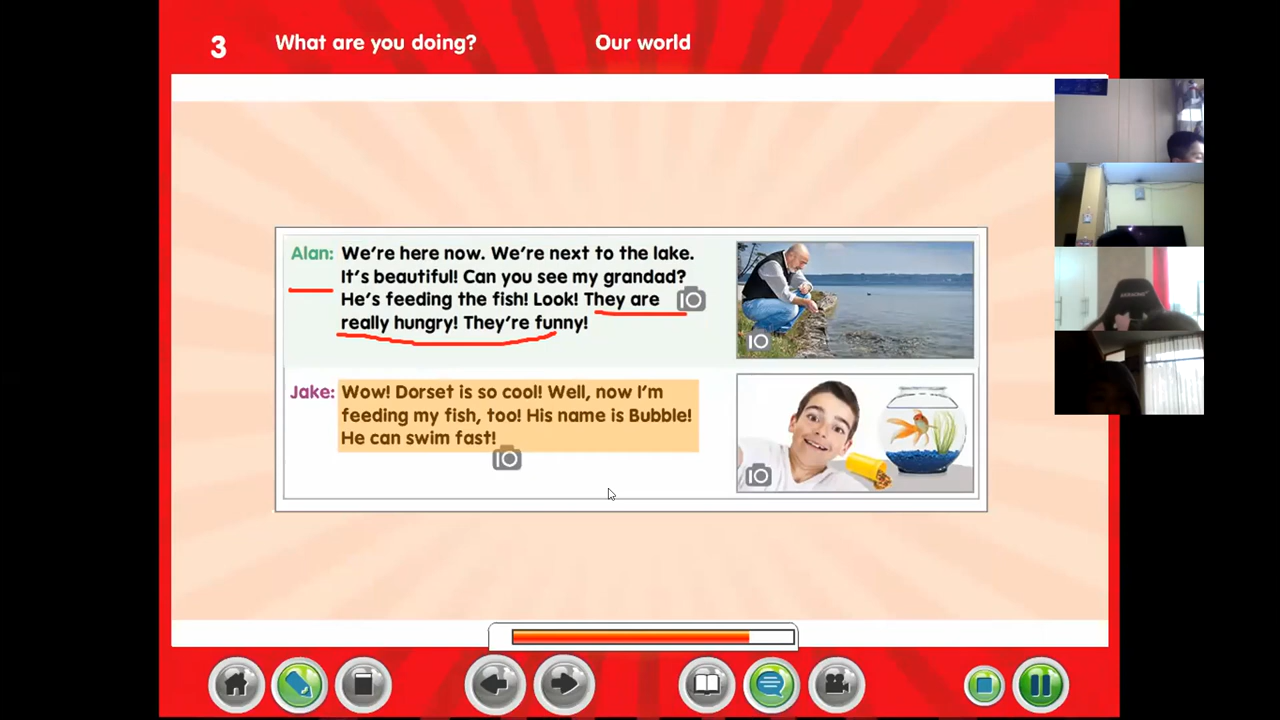 3 What are you doing? Our world
Alan: We're here now. We're next to the lake.
It's beautiful! Can you see my grandad?
He's feeding the fish! Look! They are
really hungry! They're funny!
Jake: Wow! Dorset is so cool! Well, now I'm
feeding my fish, too! His name is Bubble!
He can swim fast!